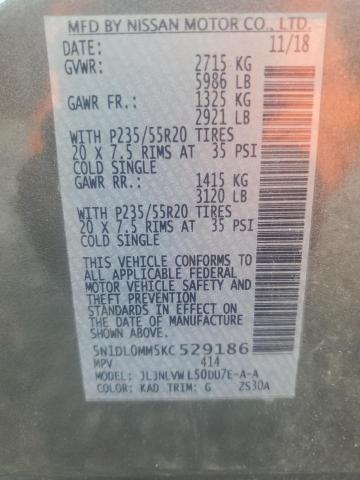 MFD BY NISSAN MOTOR CO., LTD.
DATE: 11/18
GVWR: 2715 KG
5986 LB
GAWR FR.: 1325 KG
2921 LB
WITH P235/55R20 TIRES
20 X 7.5 RIMS AT 35 PSI
COLD SINGLE
GAWR RR.: 1415 KG
3120 LB
WITH P235/55R20 TIRES
20 X 7.5 RIMS AT 35 PSI
COLD SINGLE
THIS VEHICLE CONFORMS TO
ALL APPLICABLE FEDERAL
MOTOR VEHICLE SAFETY AND
THEFT PREVENTION
STANDARDS IN EFFECT ON
THE DATE OF MANUFACTURE
SHOWN ABOVE.
5N1DL0MM5KC529186
MPV 414
MODEL: JLJNLVWL50DU7E-A-A
COLOR: KAD TRIM: G ZS30A